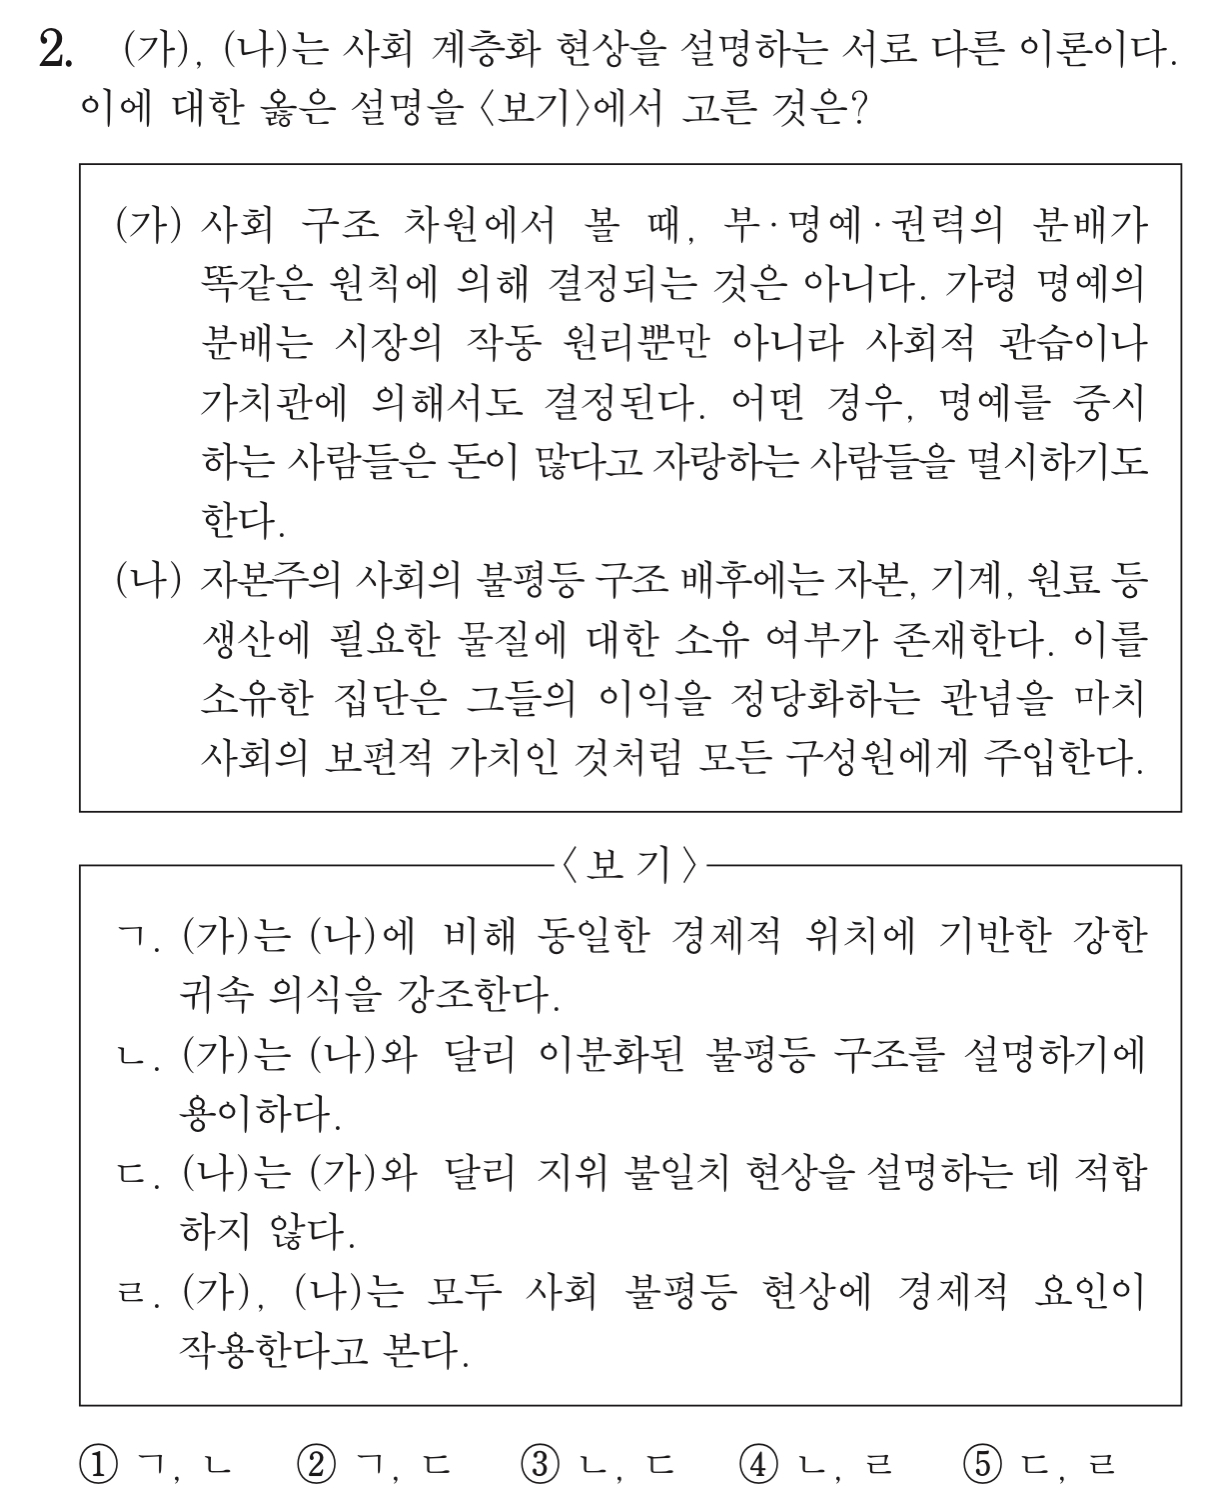 2. (가), (나)는 사회 계층화 현상을 설명하는 서로 다른 이론이다.
이에 대한 옳은 설명을 〈보기〉에서 고른 것은?
(가) 사회 구조 차원에서 볼 때, 부·명예·권력의 분배가
똑같은 원칙에 의해 결정되는 것은 아니다. 가령 명예의
분배는 시장의 작동 원리뿐만 아니라 사회적 관습이나
가치관에 의해서도 결정된다. 어떤 경우, 명예를 중시
하는 사람들은 돈이 많다고 자랑하는 사람들을 멸시하기도
한다.
(나) 자본주의 사회의 불평등 구조 배후에는 자본, 기계, 원료 등
생산에 필요한 물질에 대한 소유 여부가 존재한다. 이를
소유한 집단은 그들의 이익을 정당화하는 관념을 마치
사회의 보편적 가치인 것처럼 모든 구성원에게 주입한다.
〈보기〉
ㄱ. (가)는 (나)에 비해 동일한 경제적 위치에 기반한 강한
귀속 의식을 강조한다.
ㄴ. (가)는 (나)와 달리 이분화된 불평등 구조를 설명하기에
용이하다.
ㄷ. (나)는 (가)와 달리 지위 불일치 현상을 설명하는 데 적합
하지 않다.
ㄹ. (가), (나)는 모두 사회 불평등 현상에 경제적 요인이
작용한다고 본다.
① ㄱ, ㄴ ② ㄱ, ㄷ ③ ㄴ, ㄷ ④ ㄴ, ㄹ ⑤ ㄷ, ㄹ